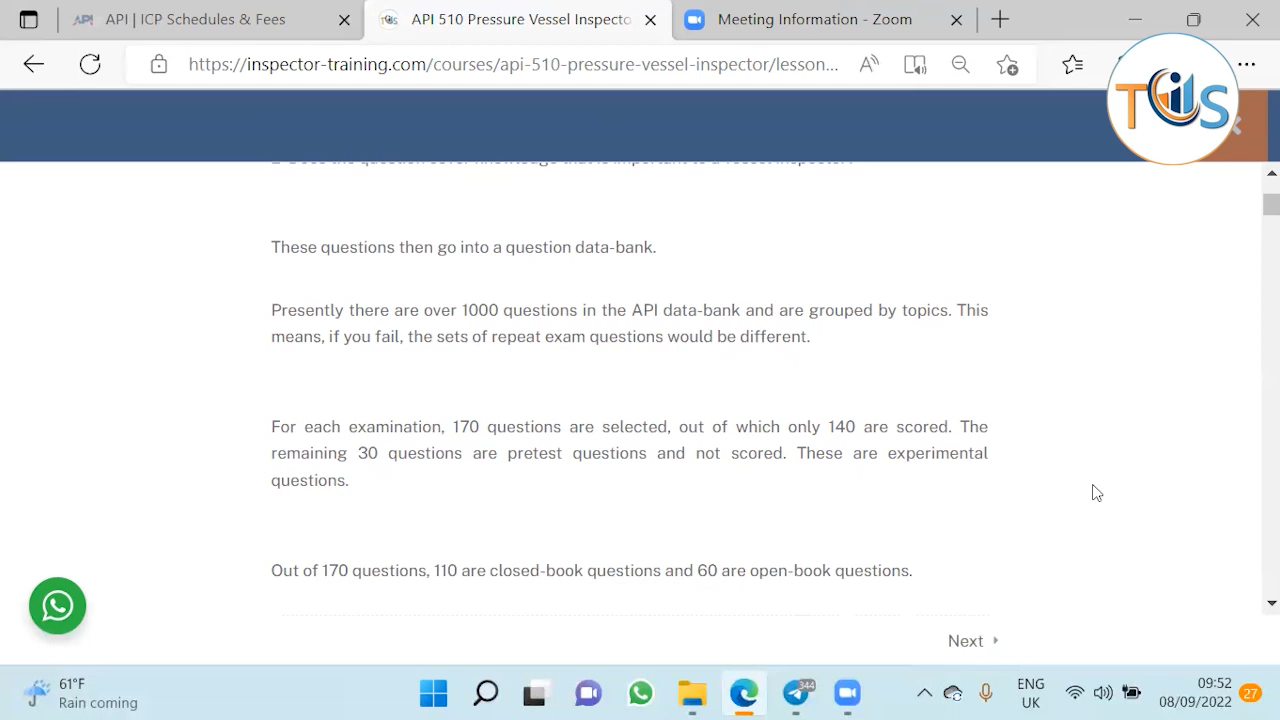 API | ICP Schedules & Fees
API 510 Pressure Vessel Inspecto
Meeting Information - Zoom
https://inspector-training.com/courses/api-510-pressure-vessel-inspector/lesson...
TIIS
These questions then go into a question data-bank.
Presently there are over 1000 questions in the API data-bank and are grouped by topics. This
means, if you fail, the sets of repeat exam questions would be different.
For each examination, 170 questions are selected, out of which only 140 are scored. The
remaining 30 questions are pretest questions and not scored. These are experimental
questions.
Out of 170 questions, 110 are closed-book questions and 60 are open-book questions.
Next
61°F
Rain coming
344
ENG
UK
09:52
08/09/2022
27